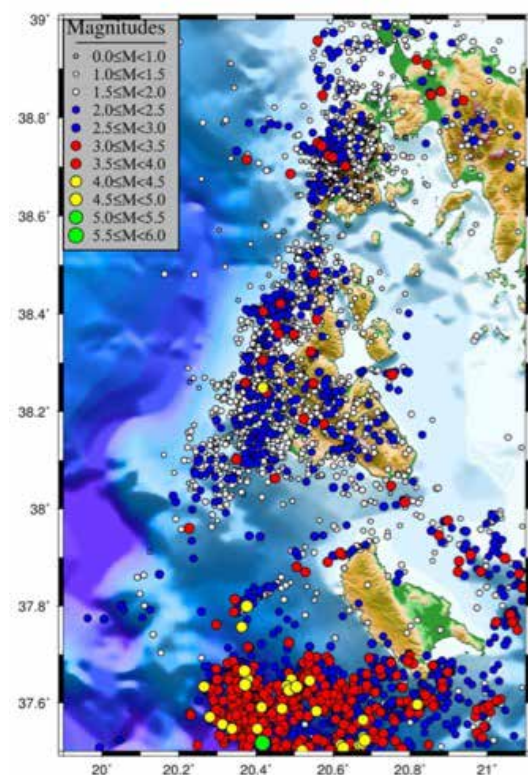 39˚
Magnitudes
0.0≤M<1.0
1.0≤M<1.5
1.5≤M<2.0
2.0≤M<2.5
2.5≤M<3.0
3.0≤M<3.5
3.5≤M<4.0
4.0≤M<4.5
4.5≤M<5.0
5.0≤M<5.5
5.5≤M<6.0
38.8˚
38.6˚
38.5˚
38.4˚
38.2˚
38˚
37.8˚
37.6˚
20˚ 20.2˚ 20.4˚ 20.6˚ 20.8˚ 21˚